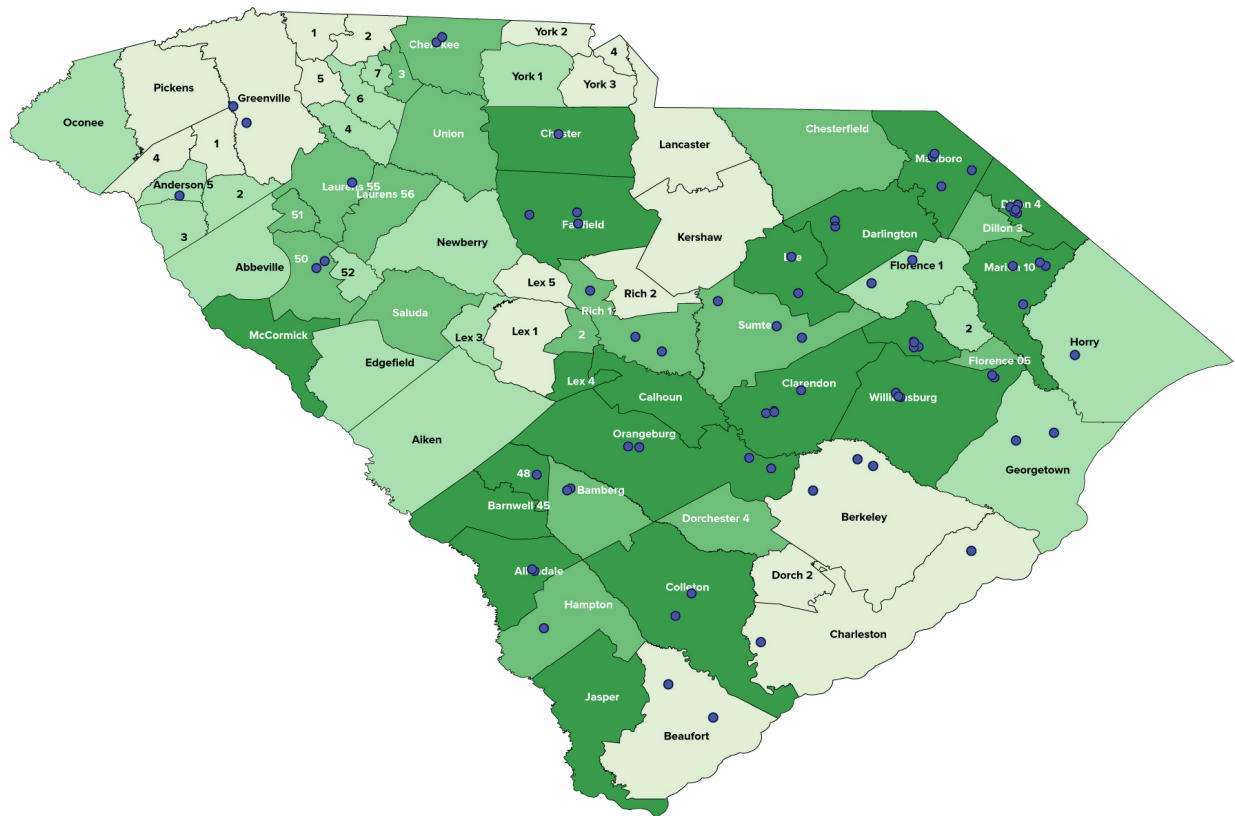 1
2
York 2
Cherokee
4
Pickens
7
3
5
York 1
York 3
Greenville
6
Oconee
4
Union
Chester
Chesterfield
1
Lancaster
4
Marlboro
Anderson 5
Laurens 55
2
Laurens 56
Dillon 4
51
Fairfield
Dillon 3
3
Kershaw
Darlington
Newberry
Lee
50
Abbeville
52
Florence 1
Marion 10
Lex 5
Rich 2
Saluda
Rich 1
Sumter
McCormick
Lex 1
Lex 3
2
2
Horry
Edgefield
Florence 05
Lex 4
Clarendon
Calhoun
Williamsburg
Orangeburg
Aiken
48
Georgetown
Bamberg
Barnwell 45
Dorchester 4
Berkeley
Allendale
Dorch 2
Colleton
Hampton
Charleston
Jasper
Beaufort